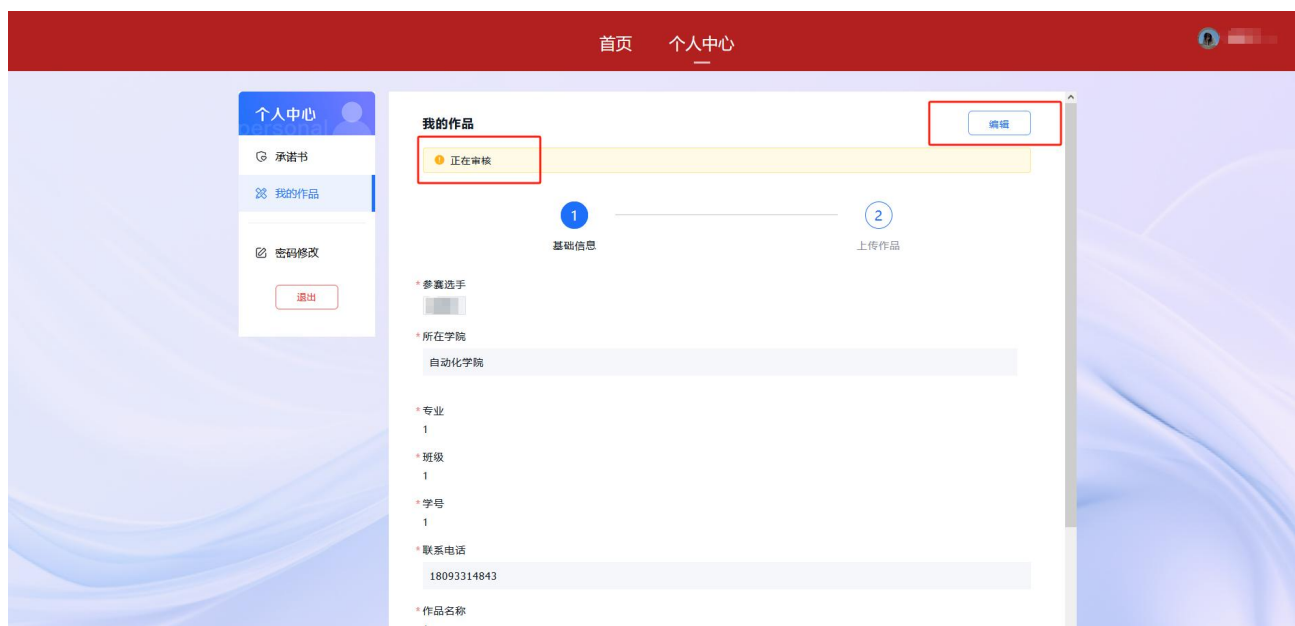 首页 个人中心
个人中心
personal
承诺书
我的作品
密码修改
退出
我的作品
编辑
正在审核
1
2
基础信息
上传作品
*参赛选手
*所在学院
自动化学院
*专业
1
*班级
1
*学号
1
*联系电话
18093314843
*作品名称